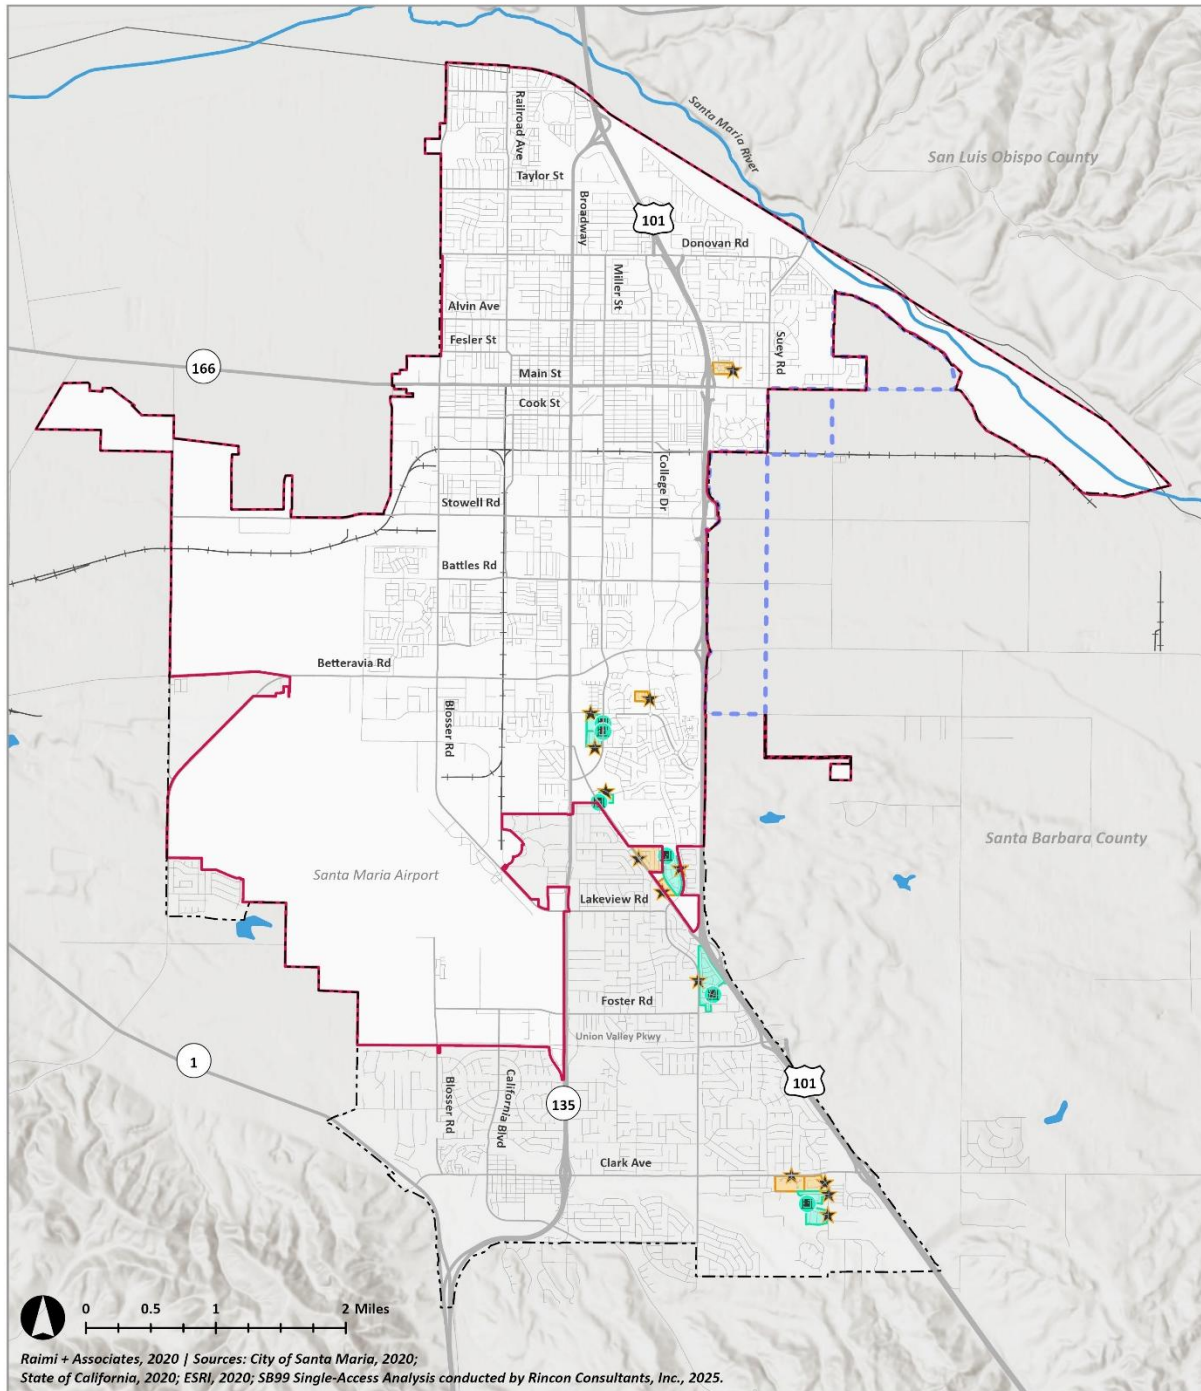 Santa Maria River
San Luis Obispo County
Railroad Ave
Taylor St
Broadway
101
Donovan Rd
Miller St
Alvin Ave
Fesler St
Suey Rd
166
Main St
Cook St
College Dr
Stowell Rd
Battles Rd
Betteravia Rd
Blosser Rd
Santa Barbara County
Santa Maria Airport
Lakeview Rd
Foster Rd
Union Valley Pkwy
1
101
Blosser Rd
California Blvd
135
Clark Ave
0 0.5 1 2 Miles
Raimi + Associates, 2020 | Sources: City of Santa Maria, 2020;
State of California, 2020; ESRI, 2020; SB99 Single-Access Analysis conducted by Rincon Consultants, Inc., 2025.